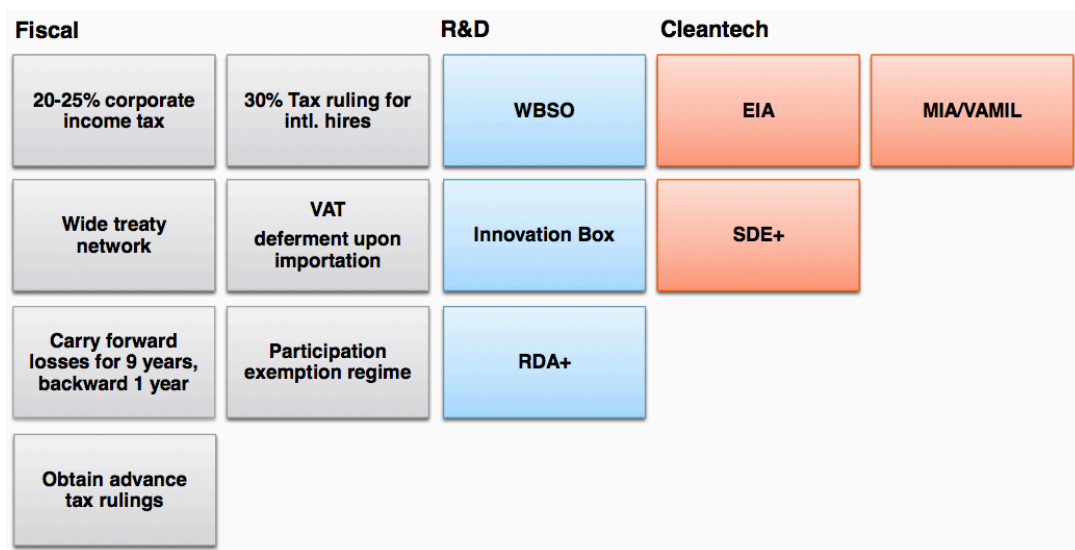 Fiscal
R&D
Cleantech
20-25% corporate
income tax
30% Tax ruling for
intl. hires
WBSO
EIA
MIA/VAMIL
Wide treaty
network
VAT
deferment upon
importation
Innovation Box
SDE+
Carry forward
losses for 9 years,
backward 1 year
Participation
exemption regime
RDA+
Obtain advance
tax rulings